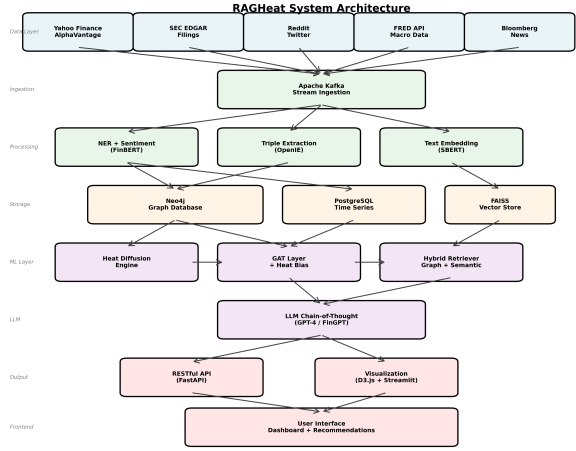 RAGHeat System Architecture
Data Layer
Yahoo Finance
AlphaVantage
SEC EDGAR
Filings
Reddit
Twitter
FRED API
Macro Data
Bloomberg
News
Ingestion
Apache Kafka
Stream Ingestion
Processing
NER + Sentiment
(FinBERT)
Triple Extraction
(OpenIE)
Text Embedding
(SBERT)
Storage
Neo4j
Graph Database
PostgreSQL
Time Series
FAISS
Vector Store
ML Layer
Heat Diffusion
Engine
GAT Layer
+ Heat Bias
Hybrid Retriever
Graph + Semantic
LLM
LLM Chain-of-Thought
(GPT-4 / FinGPT)
Output
RESTful API
(FastAPI)
Visualization
(D3.js + Streamlit)
Frontend
User Interface
Dashboard + Recommendations